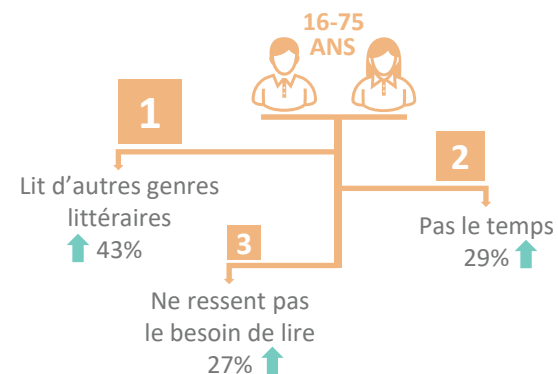 16-75
ANS
1
Lit d'autres genres
littéraires
43%
2
Pas le temps
29%
3
Ne ressent pas
le besoin de lire
27%